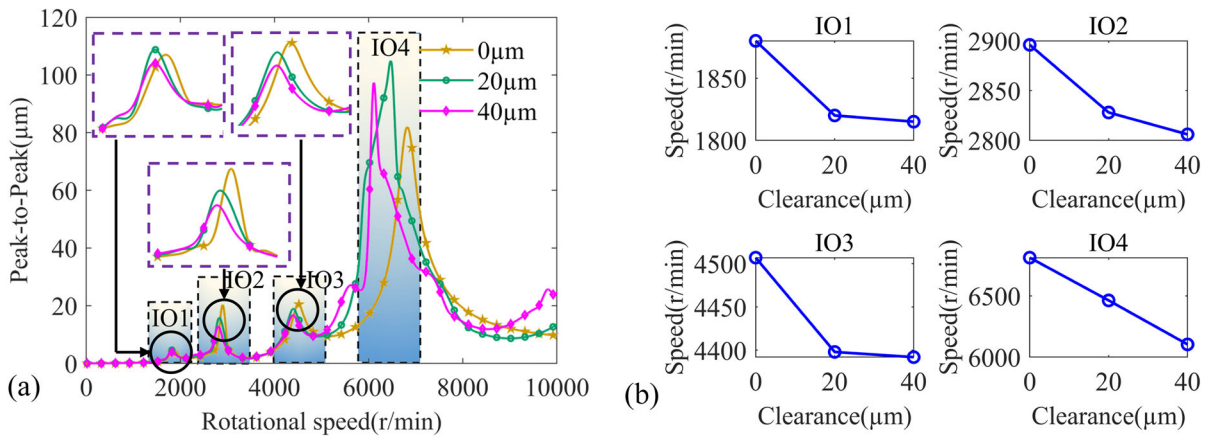 120
100
80
60
40
20
0
Peak-to-Peak(µm)
0 2000 4000 6000 8000 10000
Rotational speed(r/min)
IO1
IO2
IO3
IO4
0µm
20µm
40µm
(a)
IO1
1850
1800
Speed(r/min)
0 20 40
Clearance(µm)
IO2
2900
2850
2800
Speed(r/min)
0 20 40
Clearance(µm)
IO3
4500
4450
4400
Speed(r/min)
0 20 40
Clearance(µm)
IO4
6500
6000
Speed(r/min)
0 20 40
Clearance(µm)
(b)